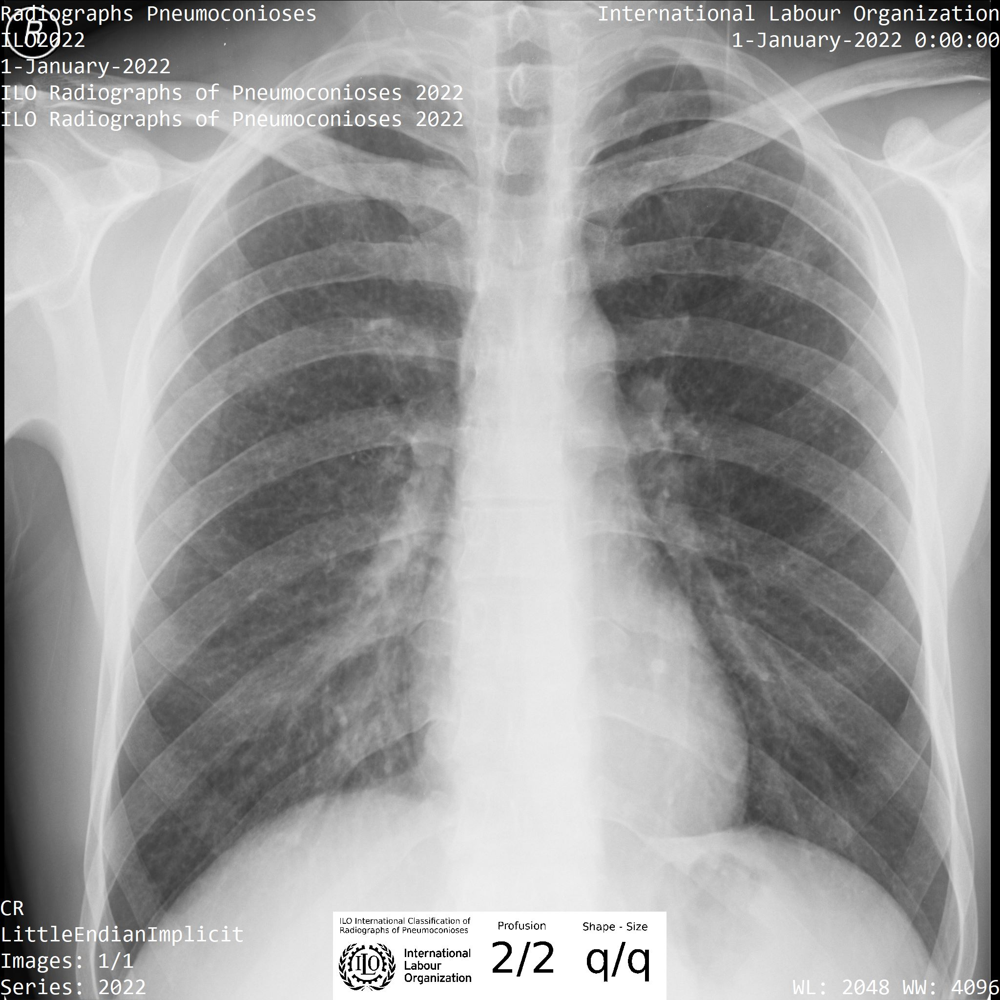 Radiographs Pneumoconioses
International Labour Organization
R
ILO2022
1-January-2022 0:00:00
1-January-2022
ILO Radiographs of Pneumoconioses 2022
ILO Radiographs of Pneumoconioses 2022
CR
LittleEndianImplicit
Images: 1/1
Series: 2022
ILO International Classification of
Radiographs of Pneumoconioses
ILO
International
Labour
Organization
Profusion
2/2
Shape - Size
q/q
WL: 2048 WW: 4096